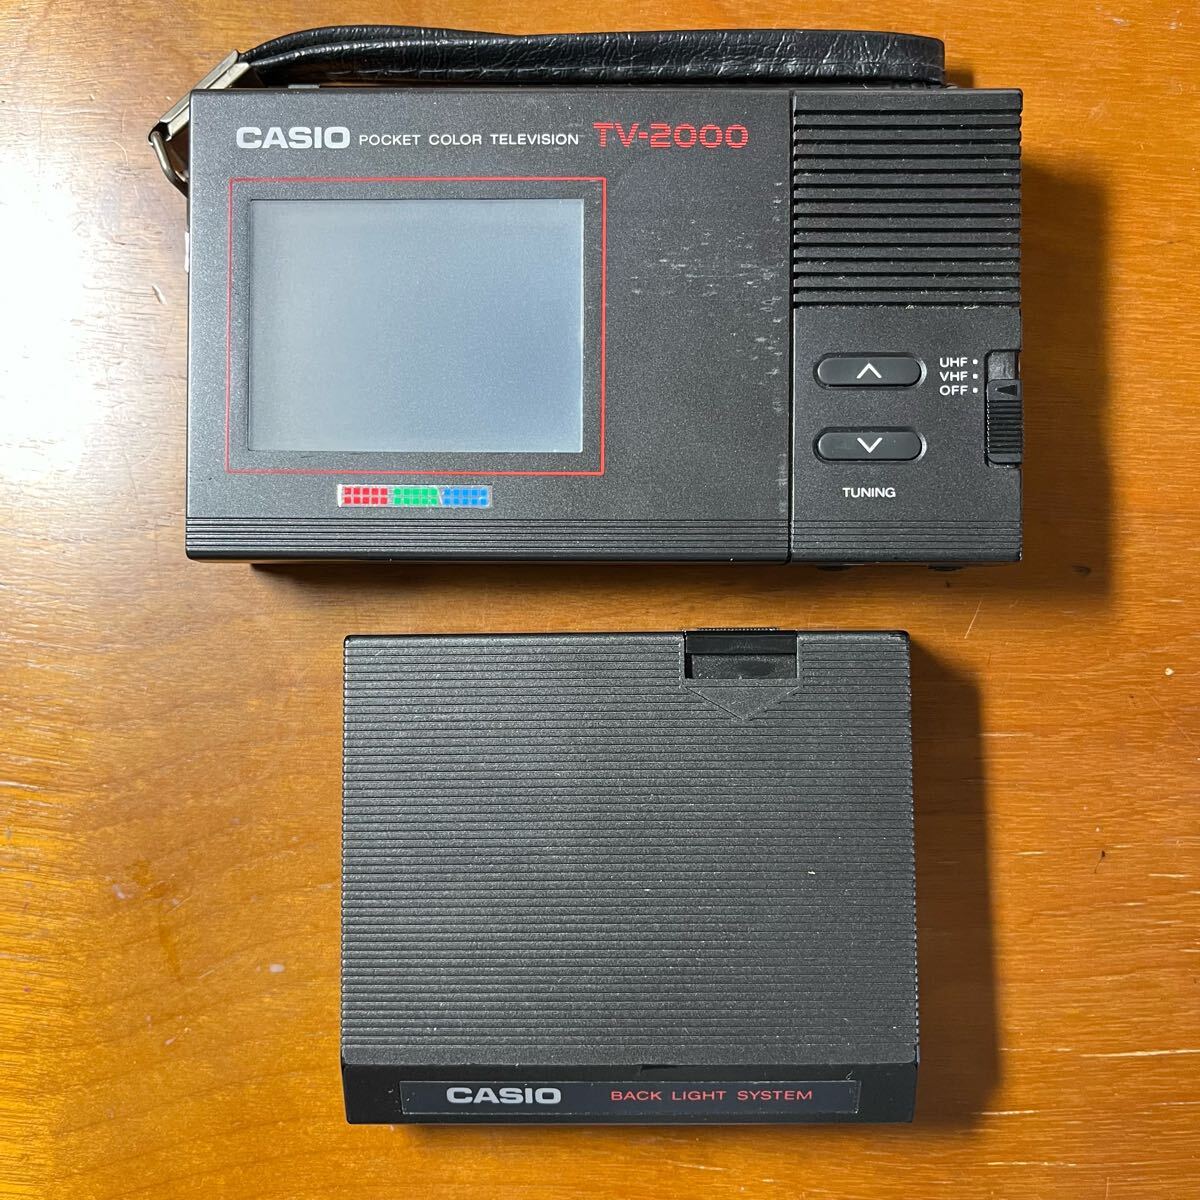 CASIO POCKET COLOR TELEVISION TV-2000
UHF
VHF
OFF
TUNING
CASIO BACK LIGHT SYSTEM